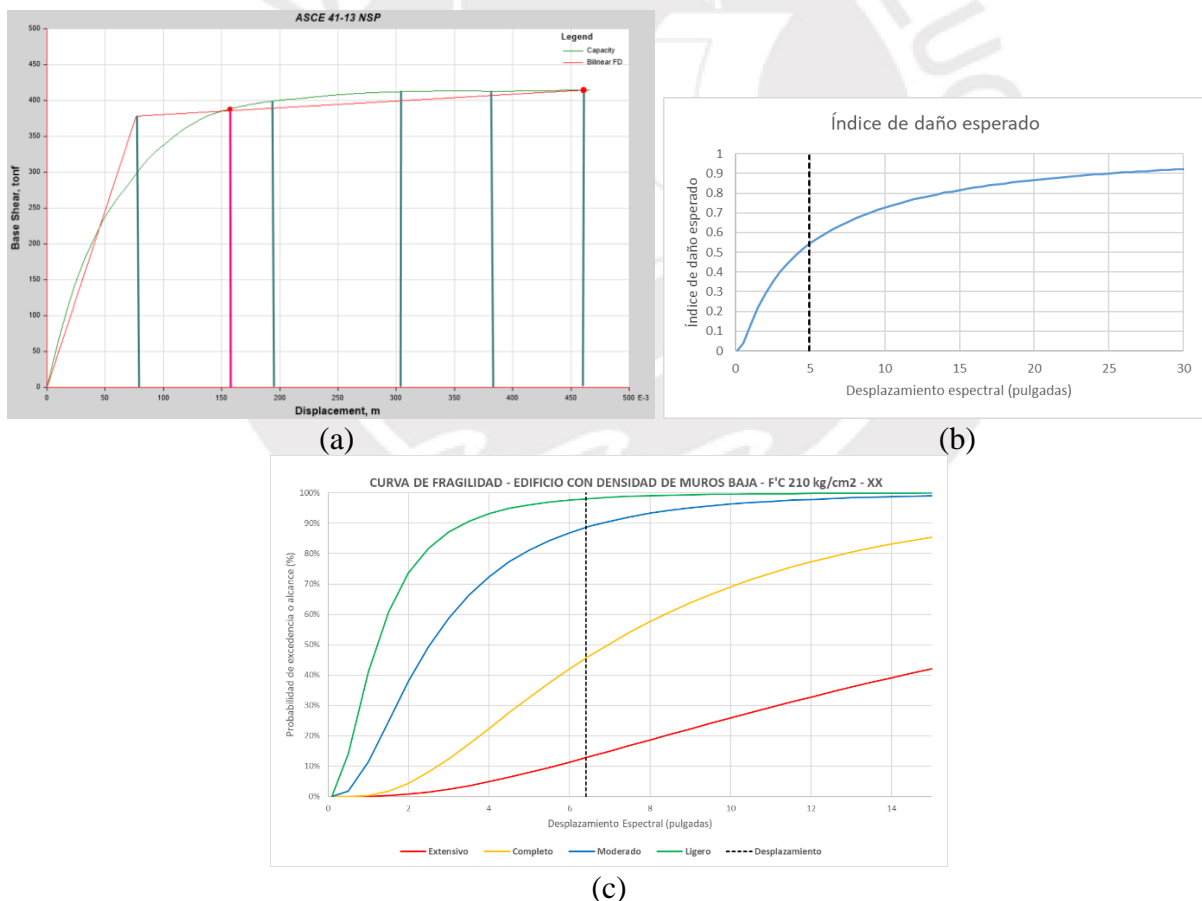 ASCE 41-13 NSP
Legend
Capacity
Bilinear FD
Base Shear, tonf
500
450
400
350
300
250
200
150
100
50
0
0 50 100 150 200 250 300 350 400 450 500 E-3
Displacement, m
(a)
Índice de daño esperado
Índice de daño esperado
1
0.9
0.8
0.7
0.6
0.5
0.4
0.3
0.2
0.1
0
0 5 10 15 20 25 30
Desplazamiento espectral (pulgadas)
(b)
CURVA DE FRAGILIDAD - EDIFICIO CON DENSIDAD DE MUROS BAJA - F'C 210 kg/cm2 - XX
Probabilidad de excedencia o alcance (%)
100%
90%
80%
70%
60%
50%
40%
30%
20%
10%
0%
0 2 4 6 8 10 12 14
Desplazamiento Espectral (pulgadas)
Extensivo Completo Moderado Ligero Desplazamiento
(c)